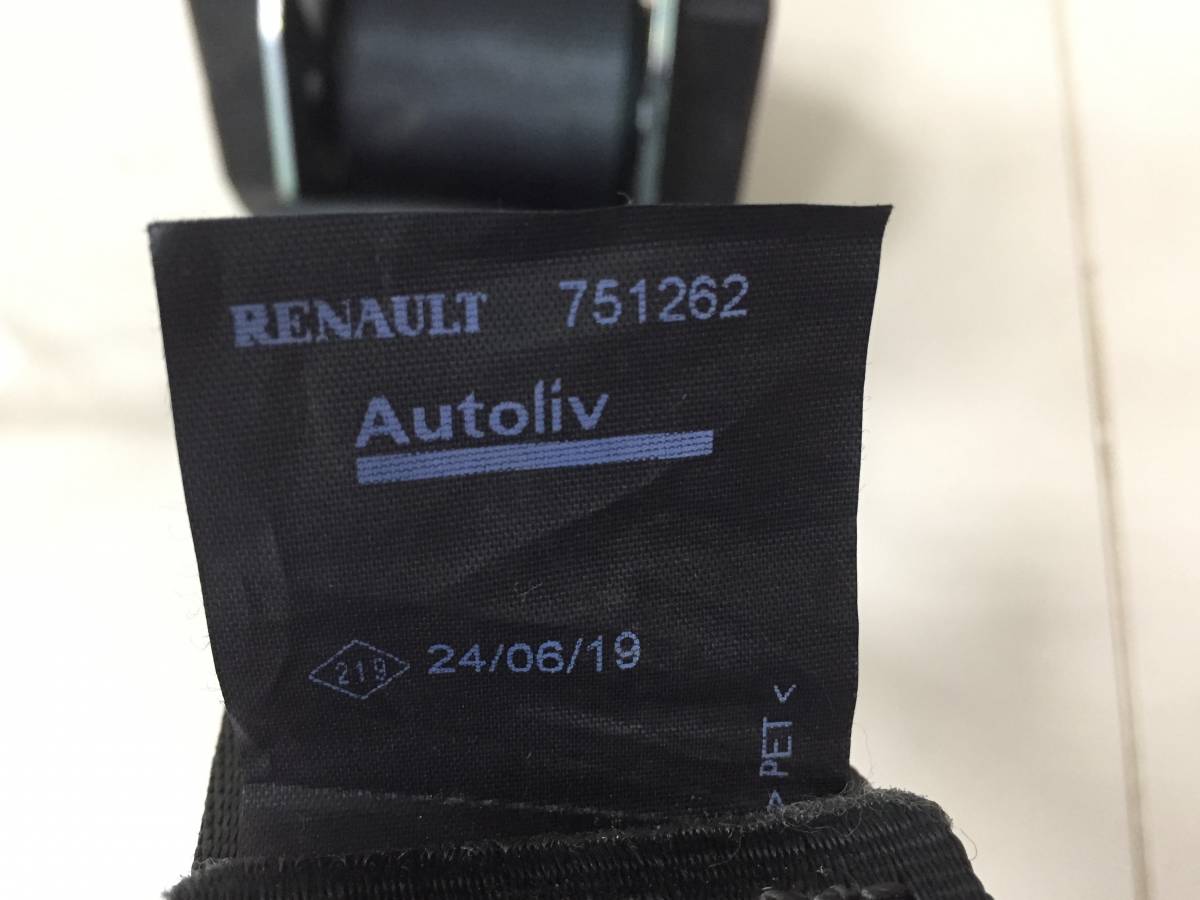 RENAULT 751262
Autoliv
219 24/06/19
>PET<